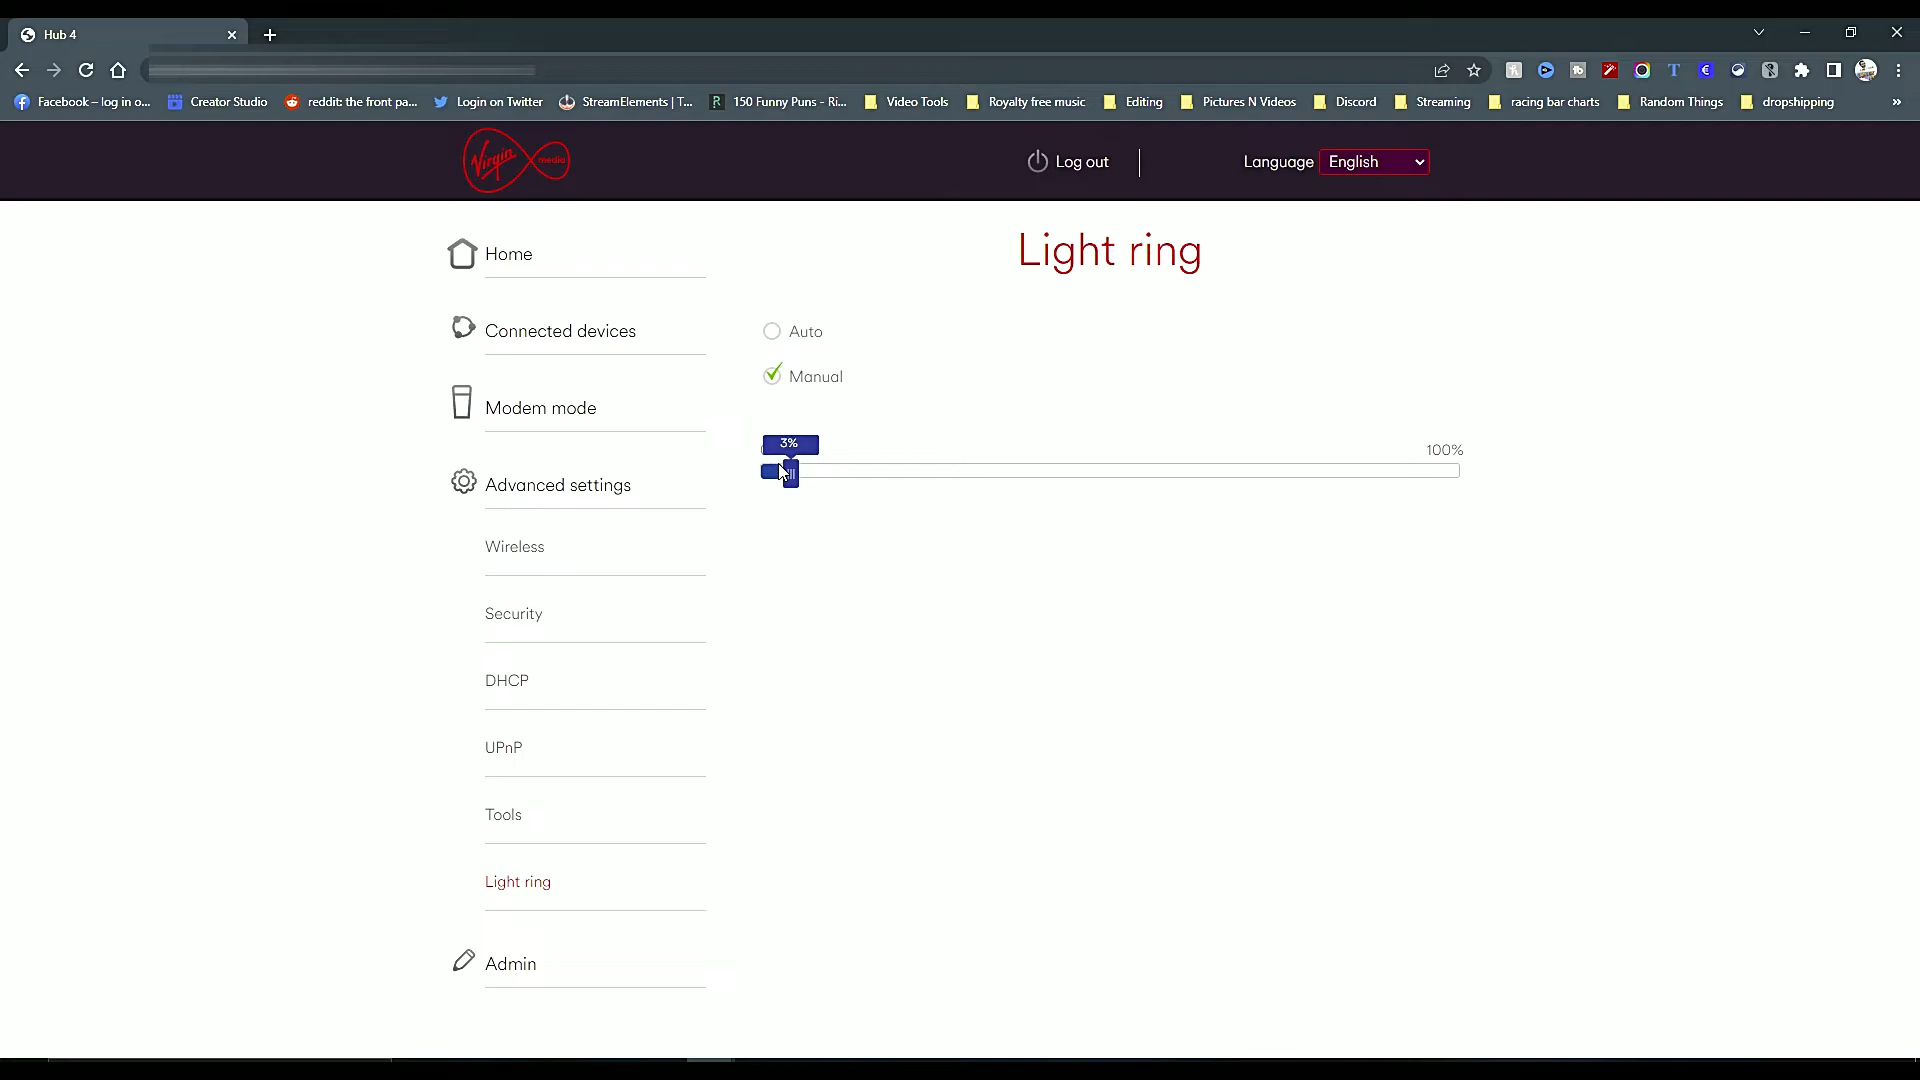 Hub 4
Facebook – log in o...
Creator Studio
reddit: the front pa...
Login on Twitter
StreamElements | T...
150 Funny Puns - Ri...
Video Tools
Royalty free music
Editing
Pictures N Videos
Discord
Streaming
racing bar charts
Random Things
dropshipping
»
Virgin media
Log out
Language
English
Home
Connected devices
Modem mode
Advanced settings
Wireless
Security
DHCP
UPnP
Tools
Light ring
Admin
Light ring
Auto
Manual
3%
100%